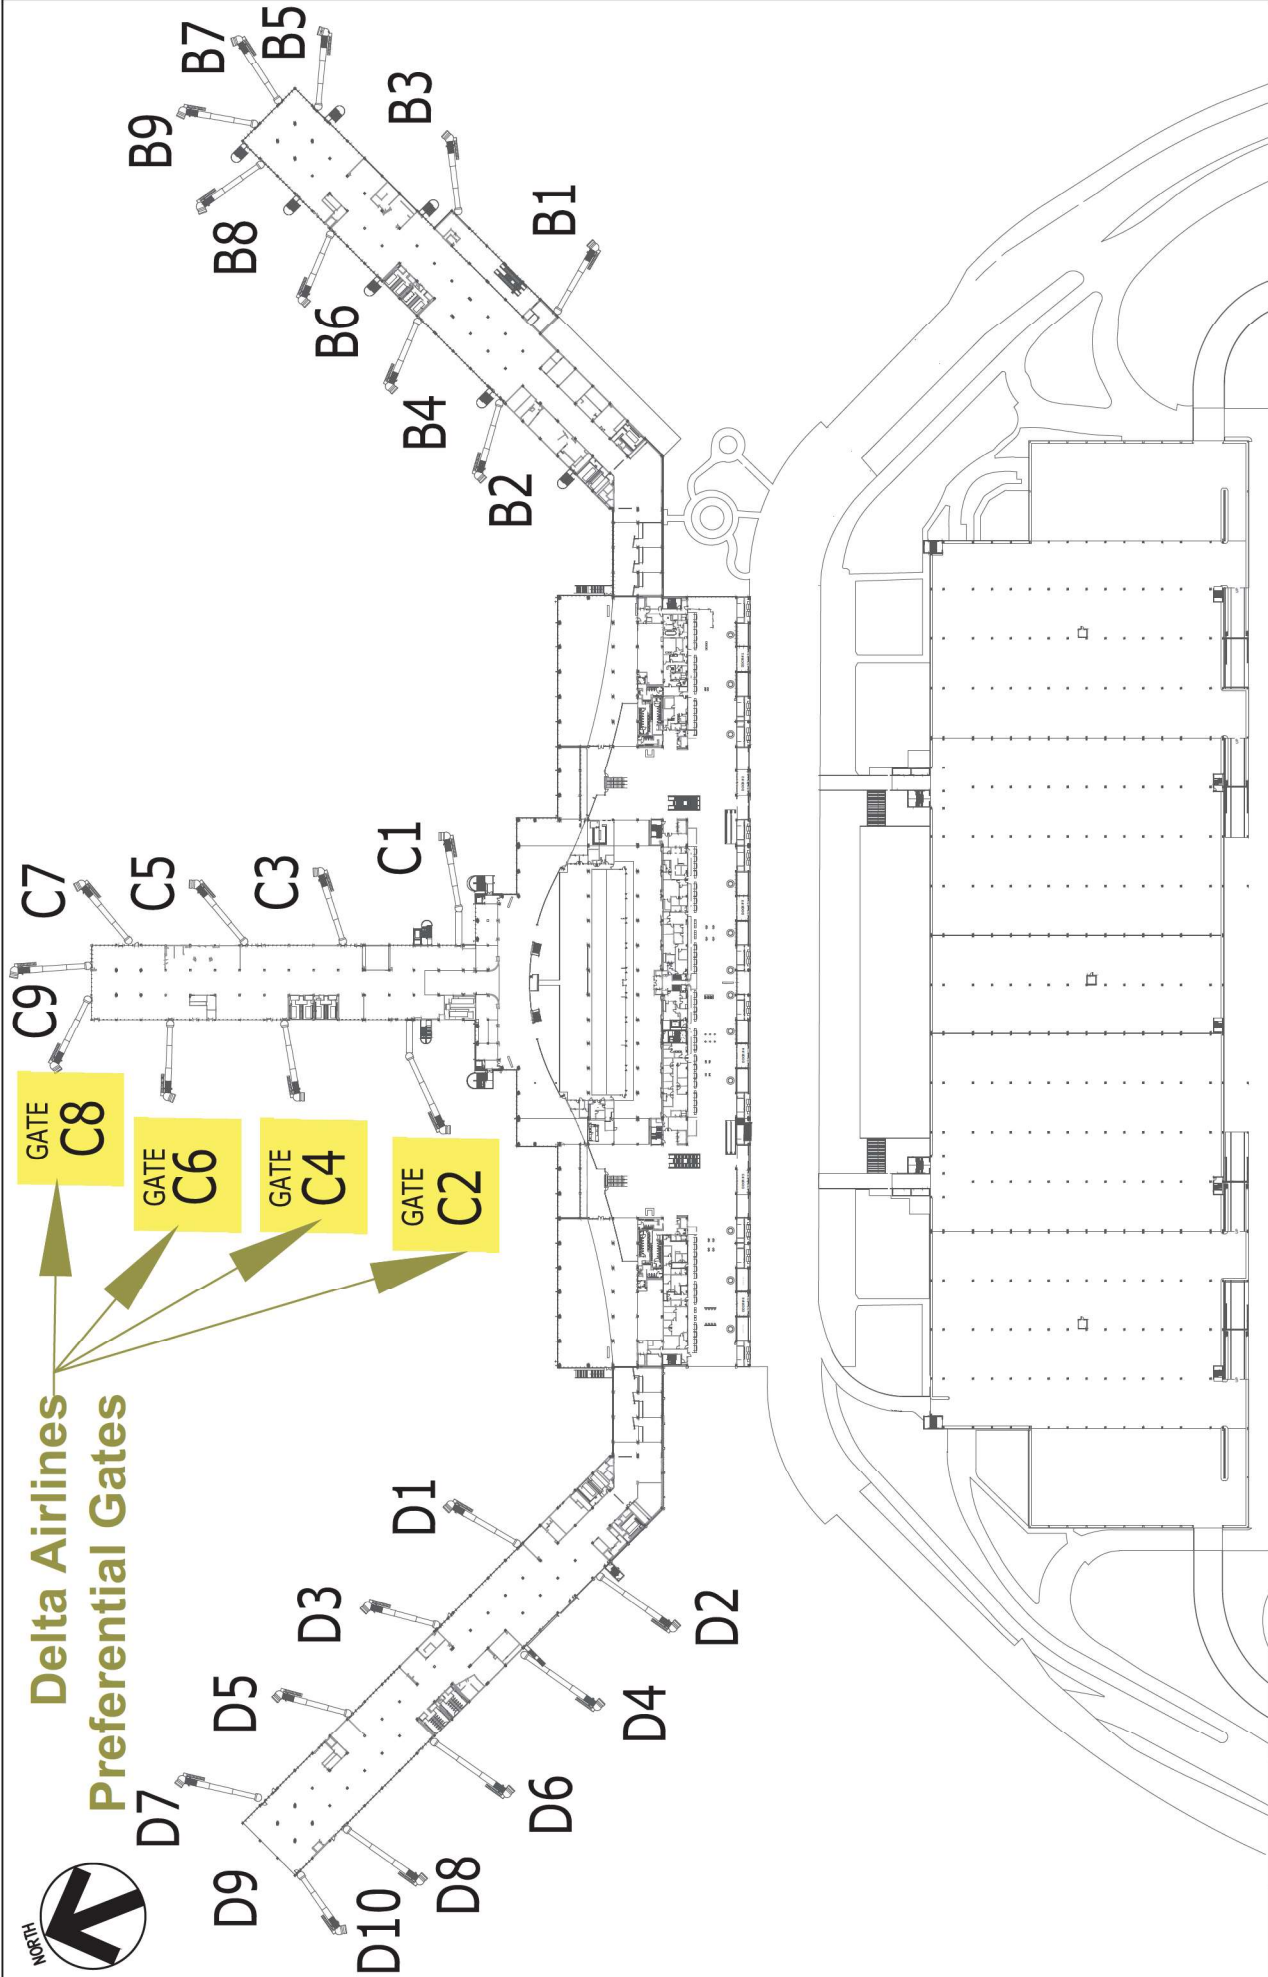 Delta Airlines
Preferential Gates
NORTH
GATE
C8
GATE
C6
GATE
C4
GATE
C2
C9
C7
C5
C3
C1
B9
B7
B5
B3
B1
B8
B6
B4
B2
D1
D3
D5
D7
D9
D10
D8
D6
D4
D2